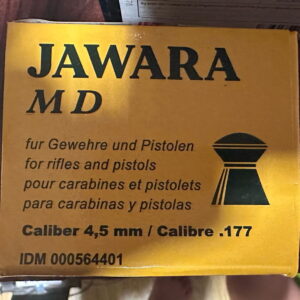 JAWARA
MD
fur Gewehre und Pistolen
for rifles and pistols
pour carabines et pistolets
para carabinas y pistolas
Caliber 4,5 mm / Calibre .177
IDM 000564401